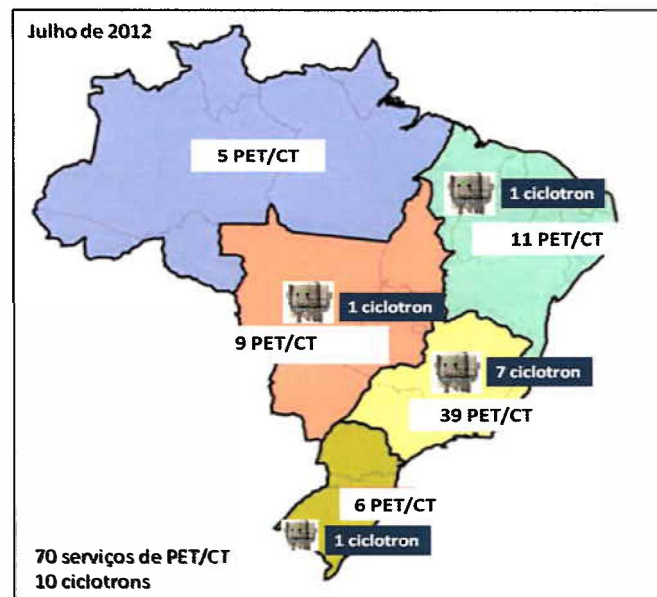 Julho de 2012
5 PET/CT
1 ciclotron
11 PET/CT
1 ciclotron
9 PET/CT
7 ciclotron
39 PET/CT
6 PET/CT
1 ciclotron
70 serviços de PET/CT
10 ciclotrons